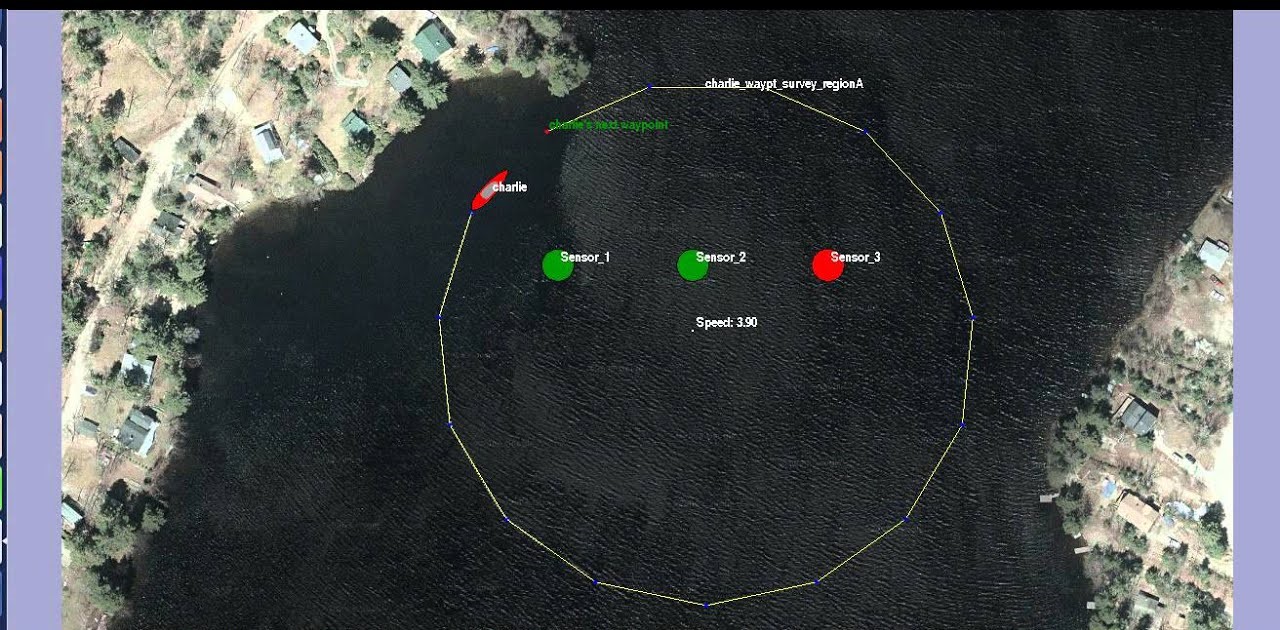 charlie_waypt_survey_regionA
charlie's next waypoint
charlie
Sensor_1
Sensor_2
Sensor_3
Speed: 3.90